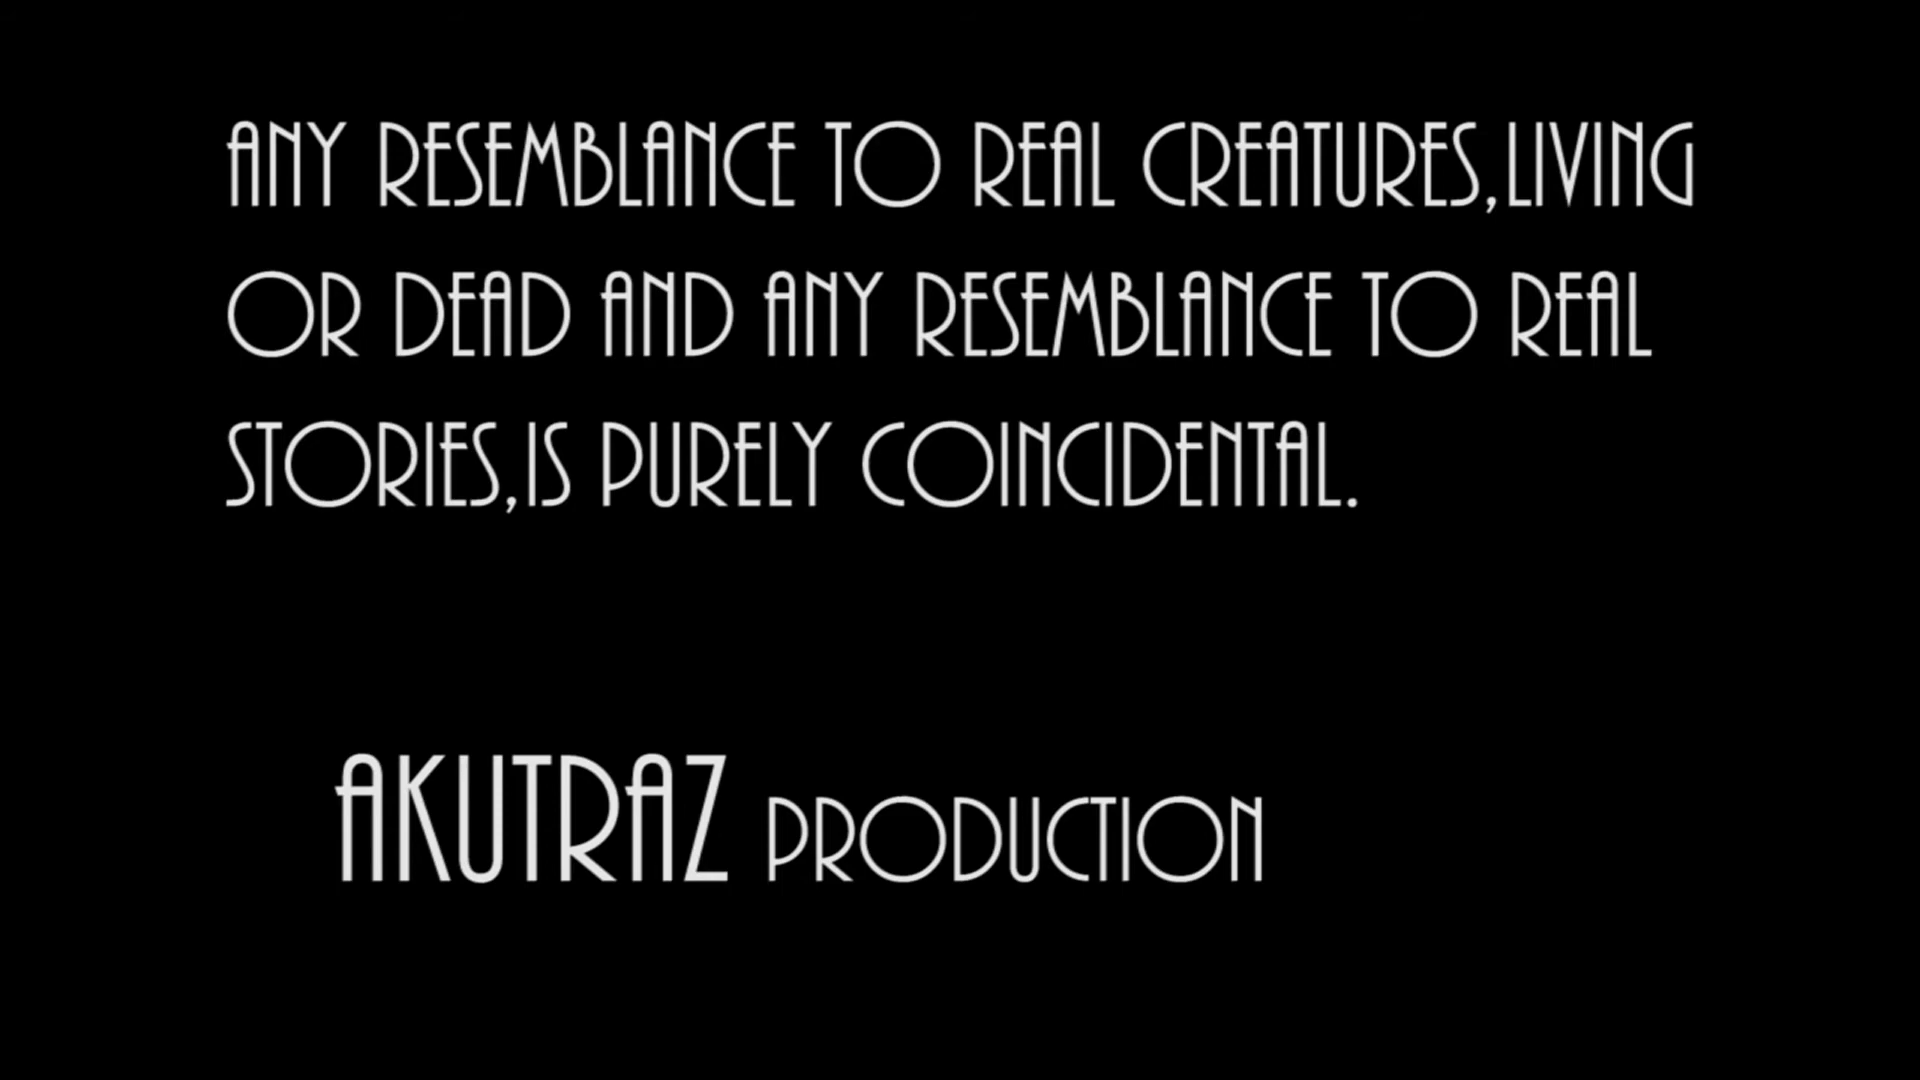 ANY RESEMBLANCE TO REAL CREATURES,LIVING
OR DEAD AND ANY RESEMBLANCE TO REAL
STORIES,IS PURELY COINCIDENTAL.
AKUTRAZ PRODUCTION